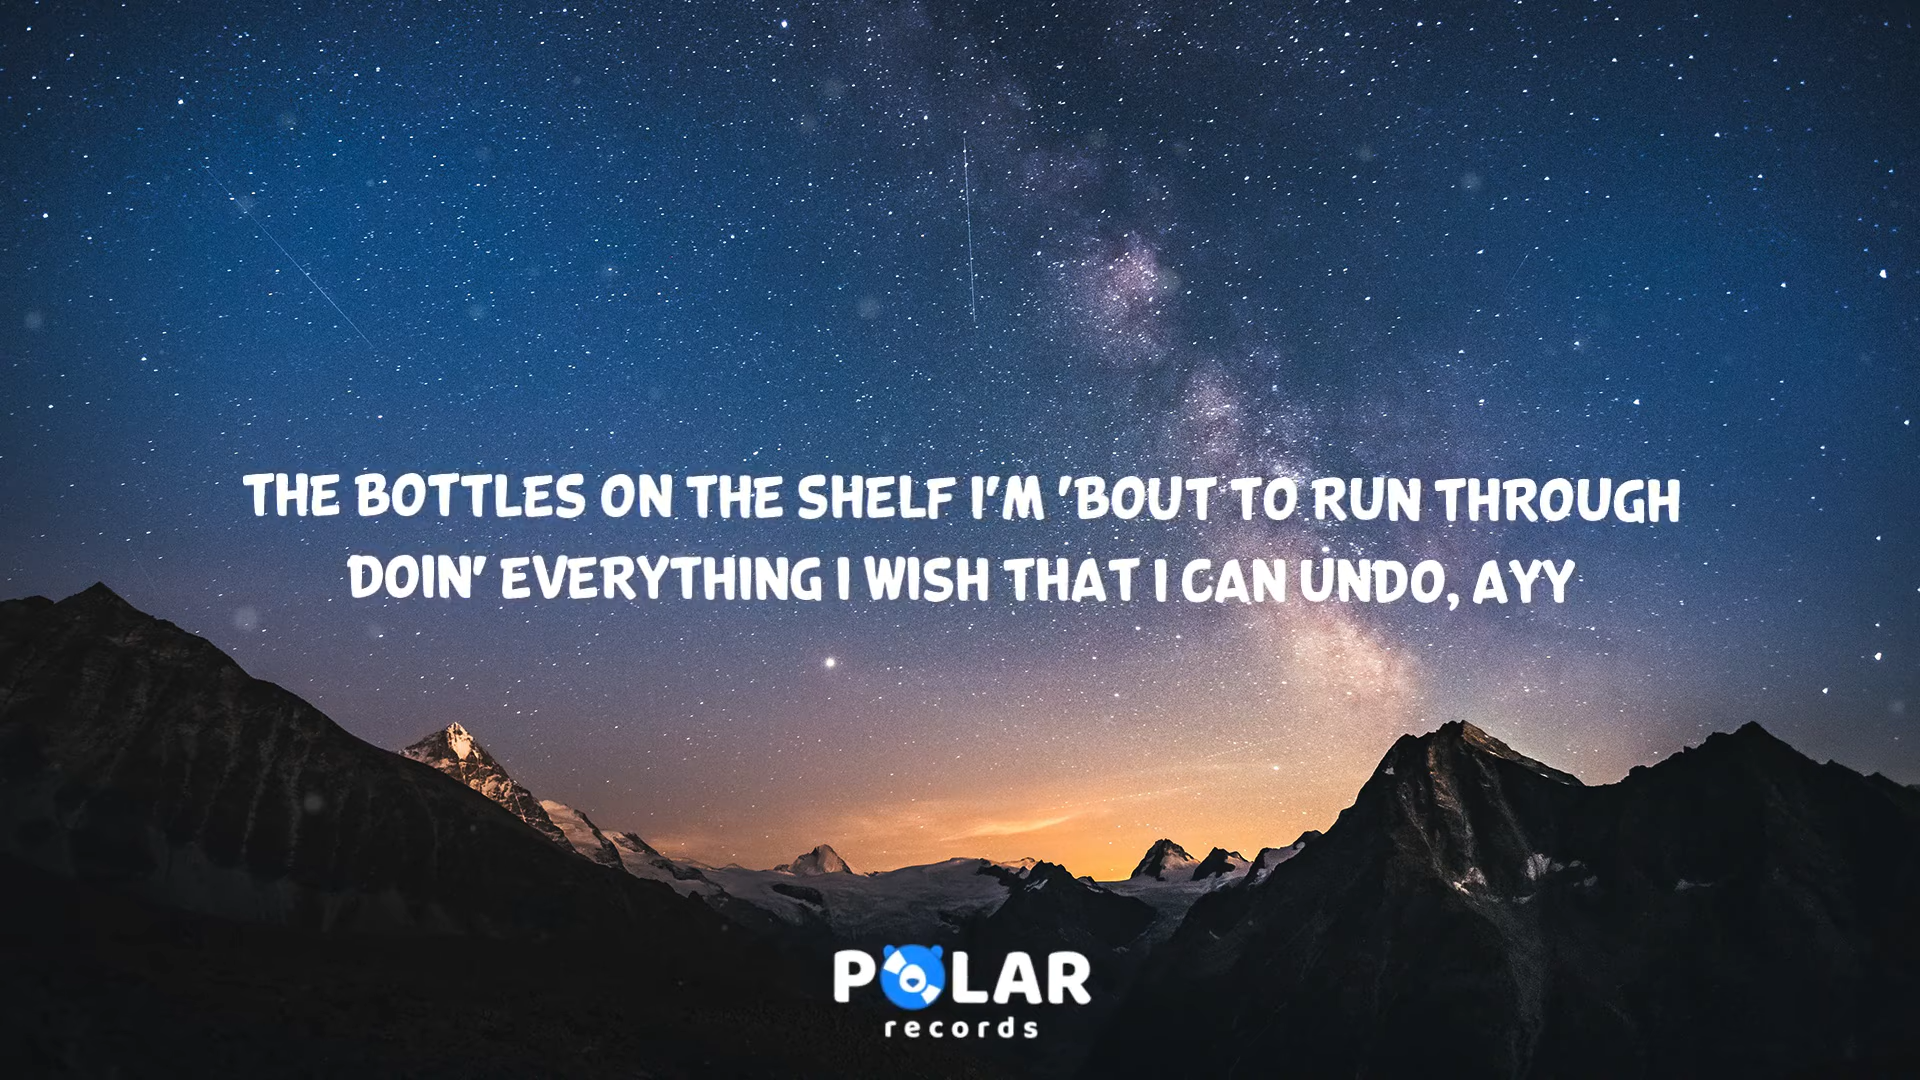 THE BOTTLES ON THE SHELF I'M 'BOUT TO RUN THROUGH
DOIN' EVERYTHING I WISH THAT I CAN UNDO, AYY
POLAR
records